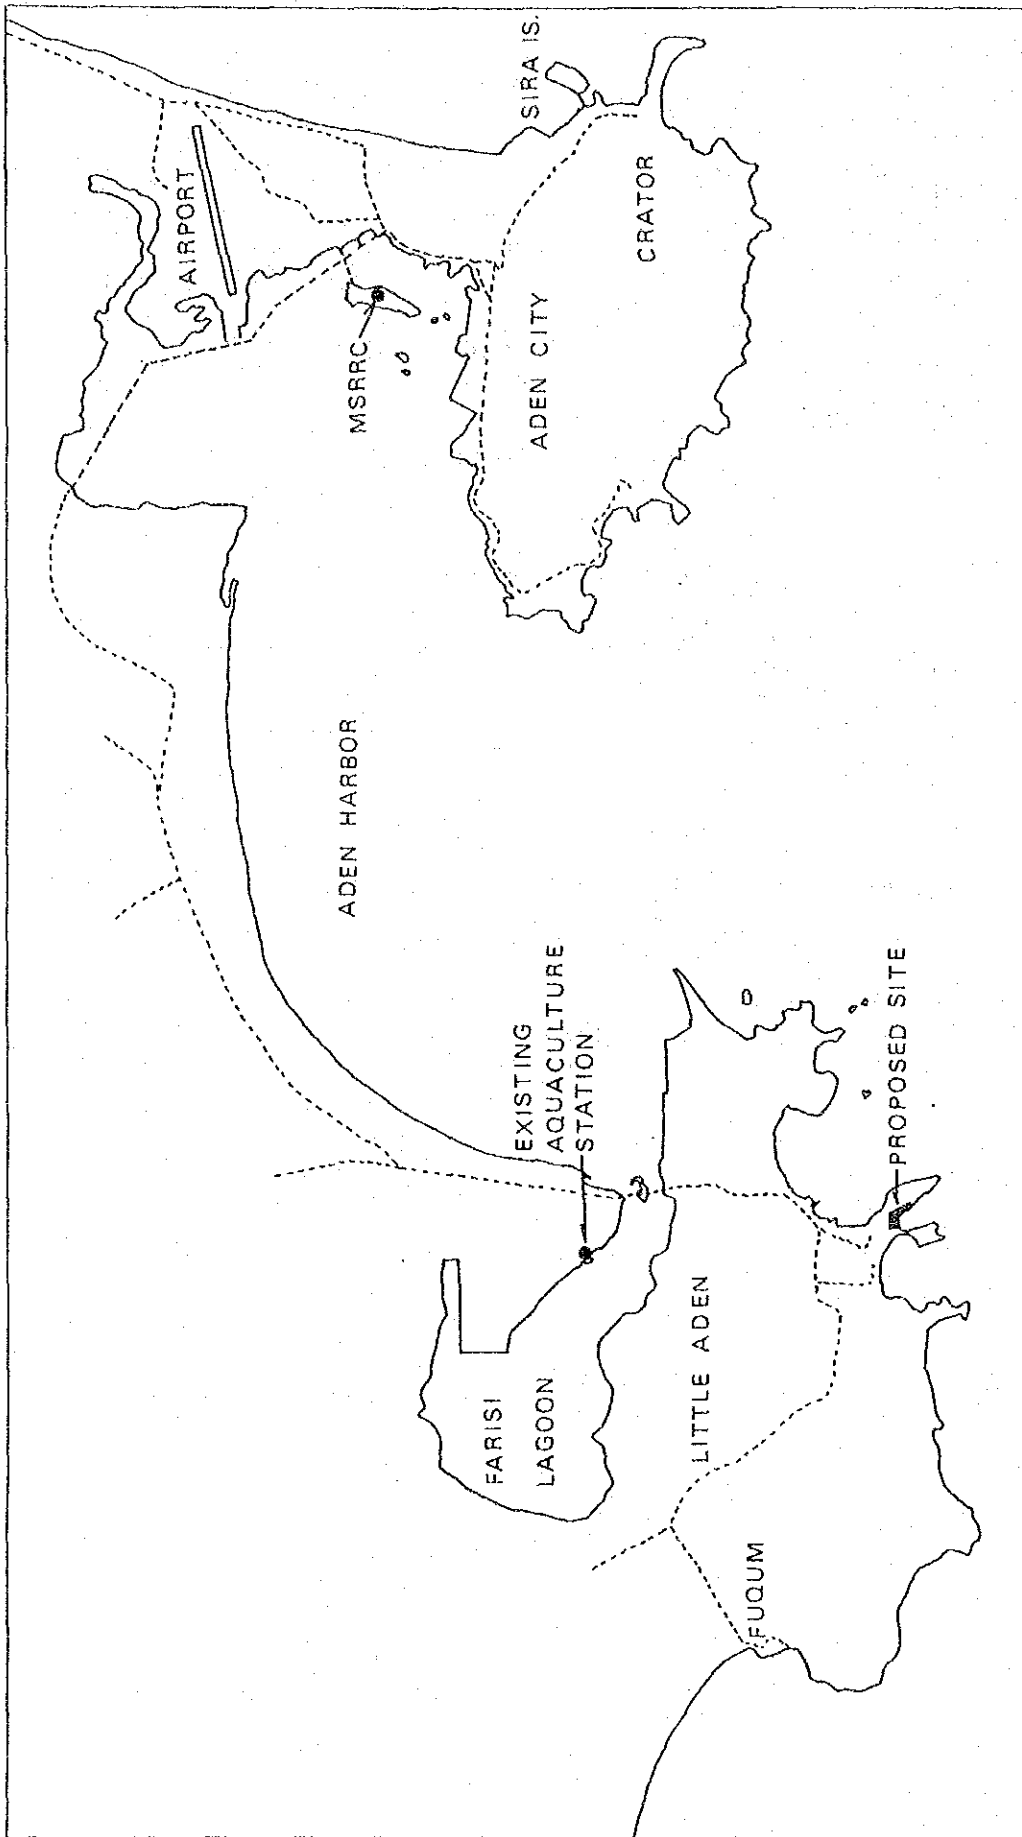 FUQUM
FARISI
LAGOON
LITTLE ADEN
EXISTING
AQUACULTURE
STATION
PROPOSED SITE
ADEN HARBOR
MSRRC
ADEN CITY
AIRPORT
CRATOR
SIRA IS.